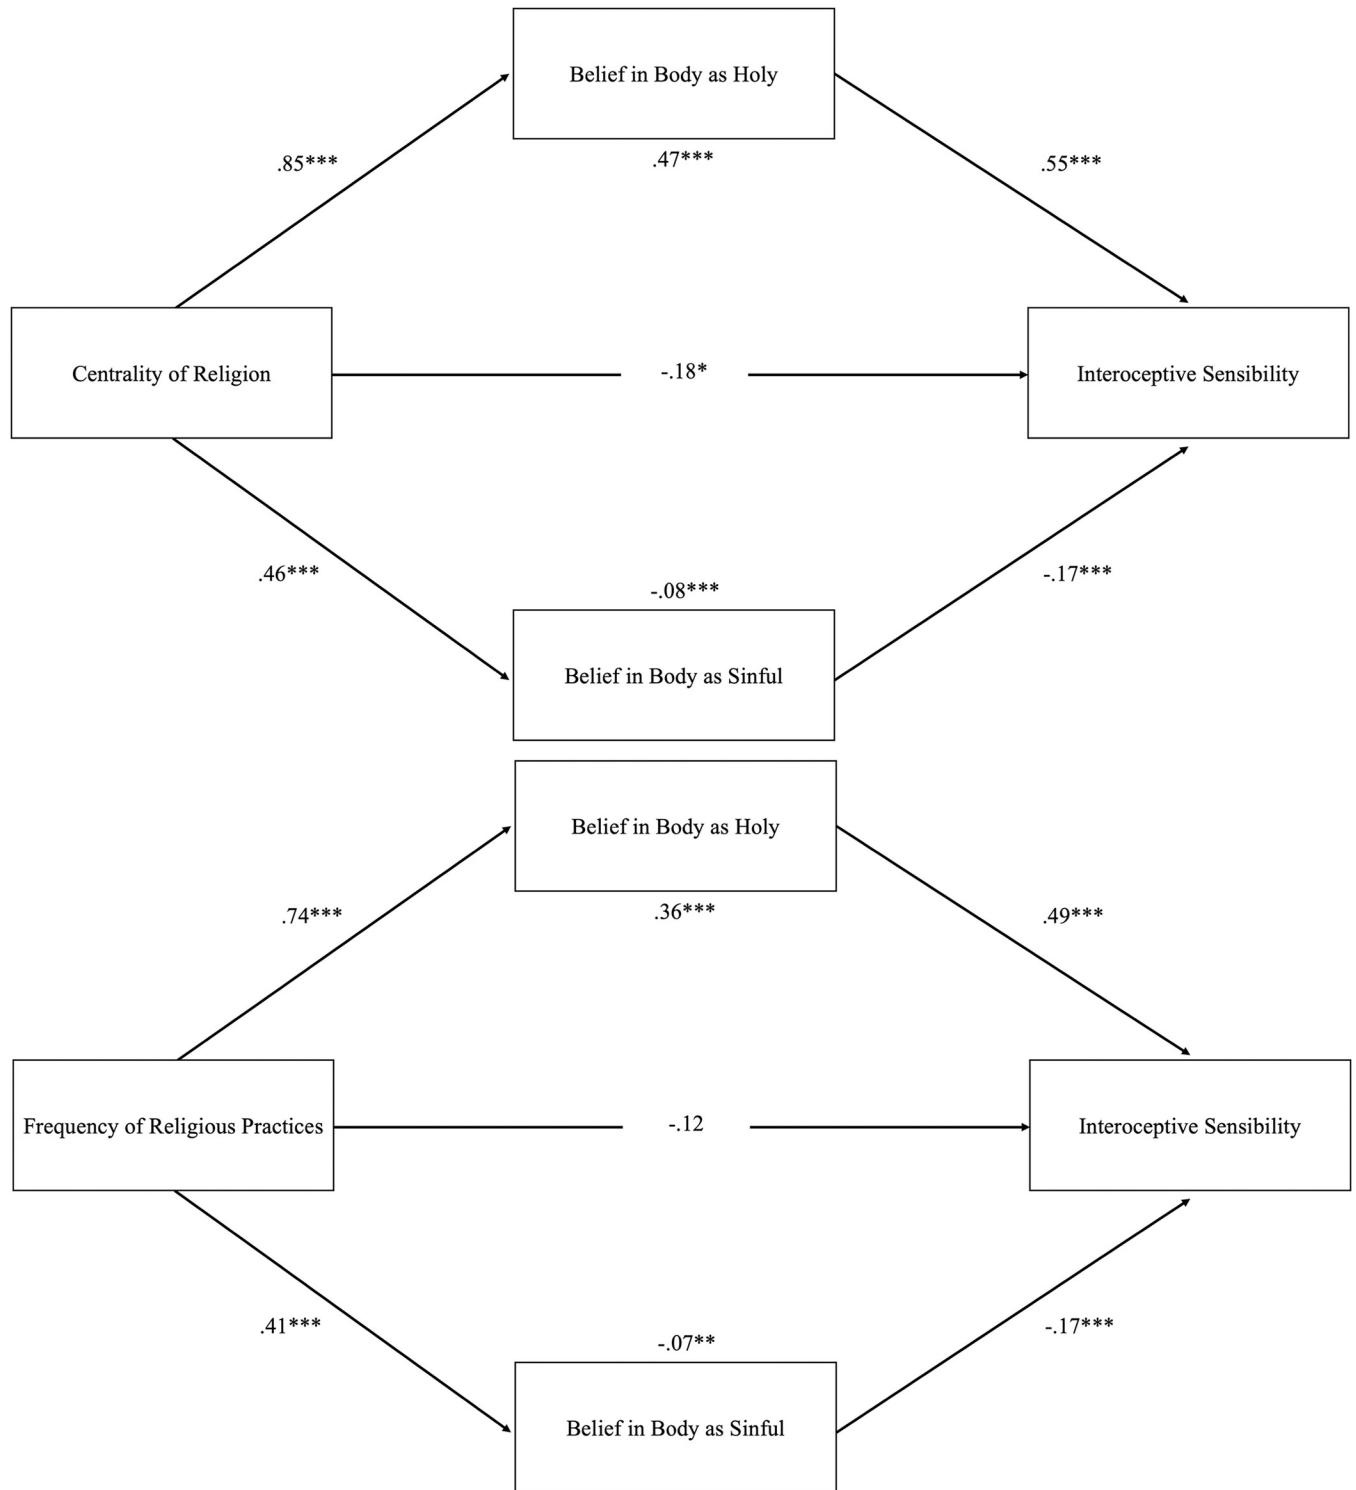 Belief in Body as Holy
.85***
.47***
.55***
Centrality of Religion
-.18*
Interoceptive Sensibility
.46***
-.08***
-.17***
Belief in Body as Sinful
Belief in Body as Holy
.74***
.36***
.49***
Frequency of Religious Practices
-.12
Interoceptive Sensibility
.41***
-.07**
-.17***
Belief in Body as Sinful